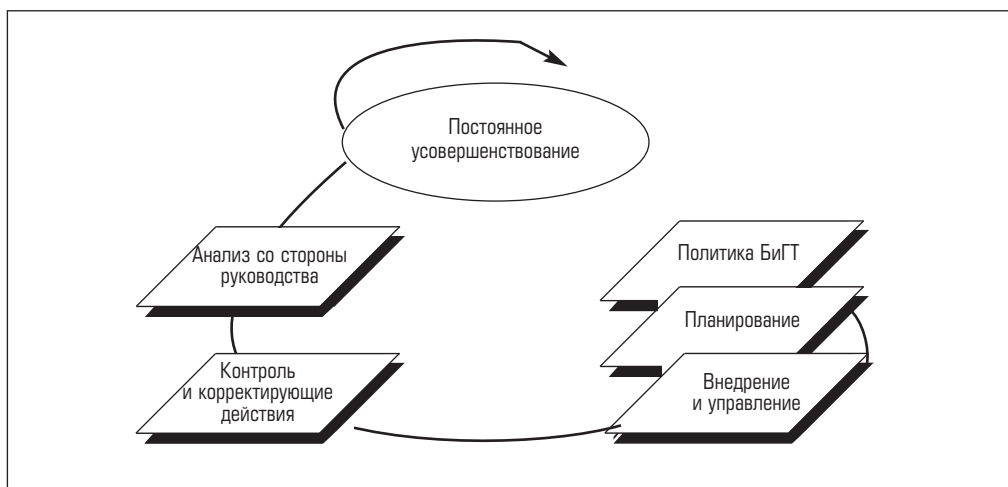 Постоянное
усовершенствование
Анализ со стороны
руководства
Политика БиГТ
Планирование
Контроль
и корректирующие
действия
Внедрение
и управление